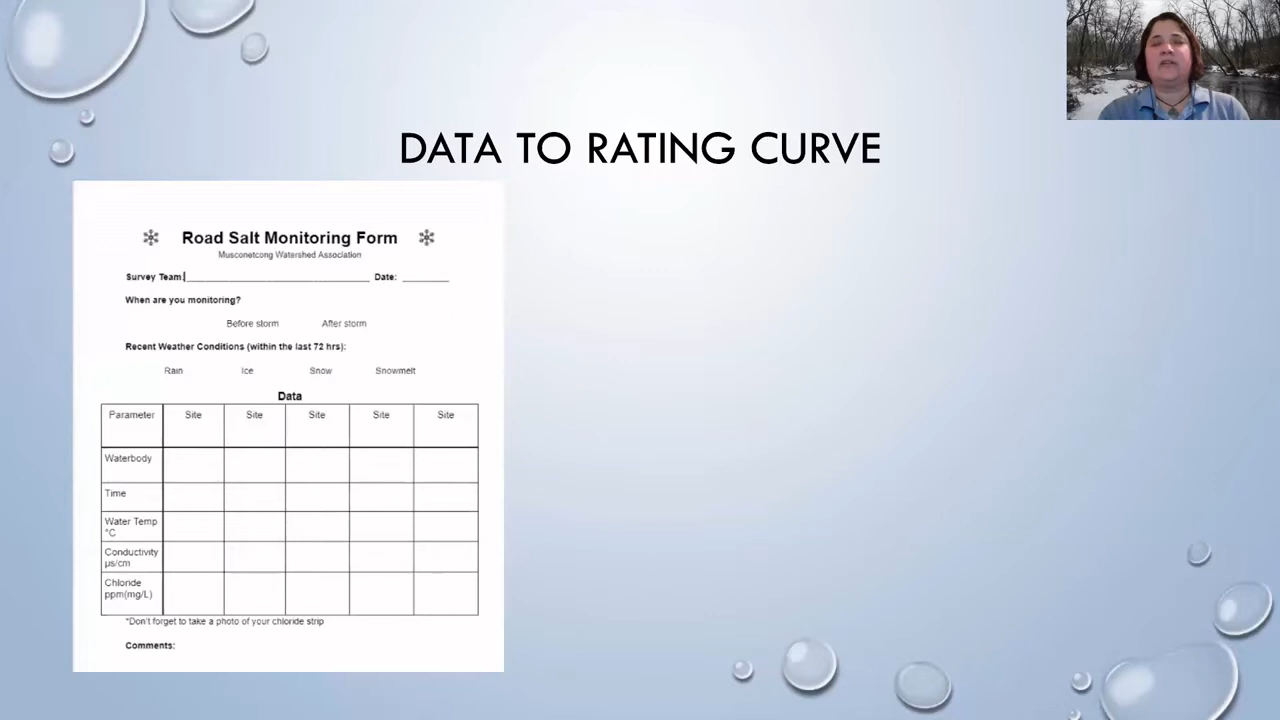 DATA TO RATING CURVE
Road Salt Monitoring Form
Musconetcong Watershed Association
Survey Team: Date:
When are you monitoring?
Before storm After storm
Recent Weather Conditions (within the last 72 hrs):
Rain Ice Snow Snowmelt
Data
Parameter Site Site Site Site Site
Waterbody
Time
Water Temp
°C
Conductivity
µs/cm
Chloride
ppm(mg/L)
*Don't forget to take a photo of your chloride strip
Comments: